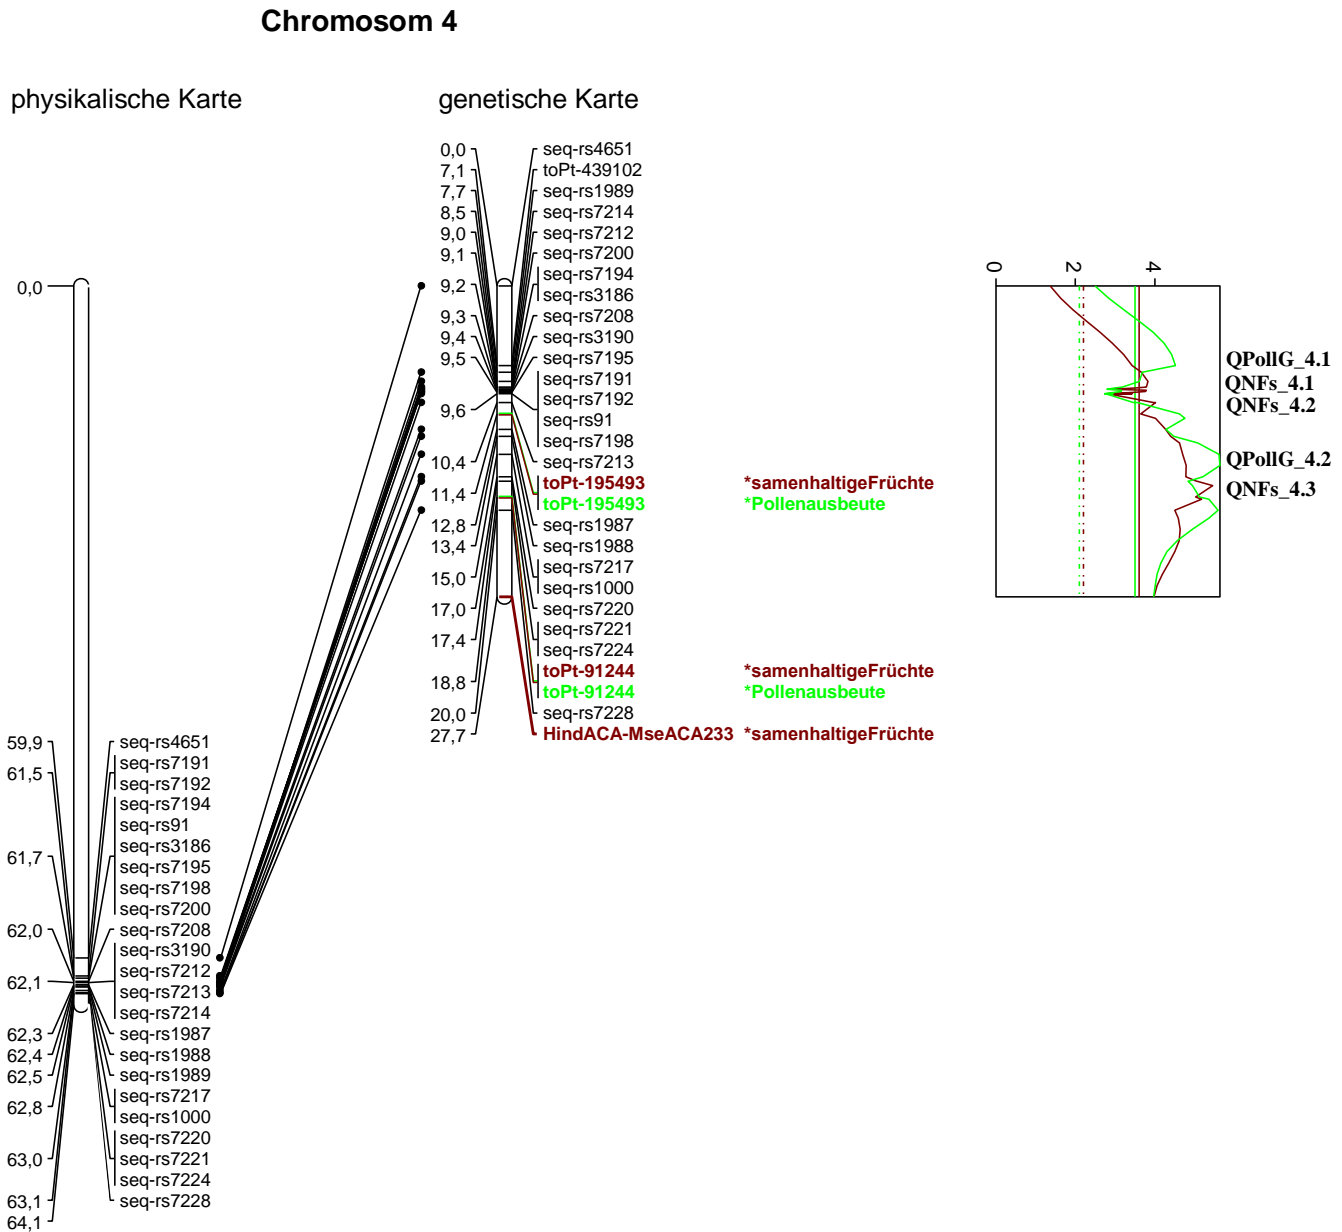 Chromosom 4
physikalische Karte
genetische Karte
0,0
59,9
61,5
61,7
62,0
62,1
62,3
62,4
62,5
62,8
63,0
63,1
64,1
seq-rs4651
seq-rs7191
seq-rs7192
seq-rs7194
seq-rs91
seq-rs3186
seq-rs7195
seq-rs7198
seq-rs7200
seq-rs7208
seq-rs3190
seq-rs7212
seq-rs7213
seq-rs7214
seq-rs1987
seq-rs1988
seq-rs1989
seq-rs7217
seq-rs1000
seq-rs7220
seq-rs7221
seq-rs7224
seq-rs7228
0,0
7,1
7,7
8,5
9,0
9,1
9,2
9,3
9,4
9,5
9,6
10,4
11,4
12,8
13,4
15,0
17,0
17,4
18,8
20,0
27,7
seq-rs4651
toPt-439102
seq-rs1989
seq-rs7214
seq-rs7212
seq-rs7200
seq-rs7194
seq-rs3186
seq-rs7208
seq-rs3190
seq-rs7195
seq-rs7191
seq-rs7192
seq-rs91
seq-rs7198
seq-rs7213
toPt-195493 *samenhaltigeFrüchte
toPt-195493 *Pollenausbeute
seq-rs1987
seq-rs1988
seq-rs7217
seq-rs1000
seq-rs7220
seq-rs7221
seq-rs7224
toPt-91244 *samenhaltigeFrüchte
toPt-91244 *Pollenausbeute
seq-rs7228
HindACA-MseACA233 *samenhaltigeFrüchte
0
2
4
QPollG_4.1
QNFs_4.1
QNFs_4.2
QPollG_4.2
QNFs_4.3